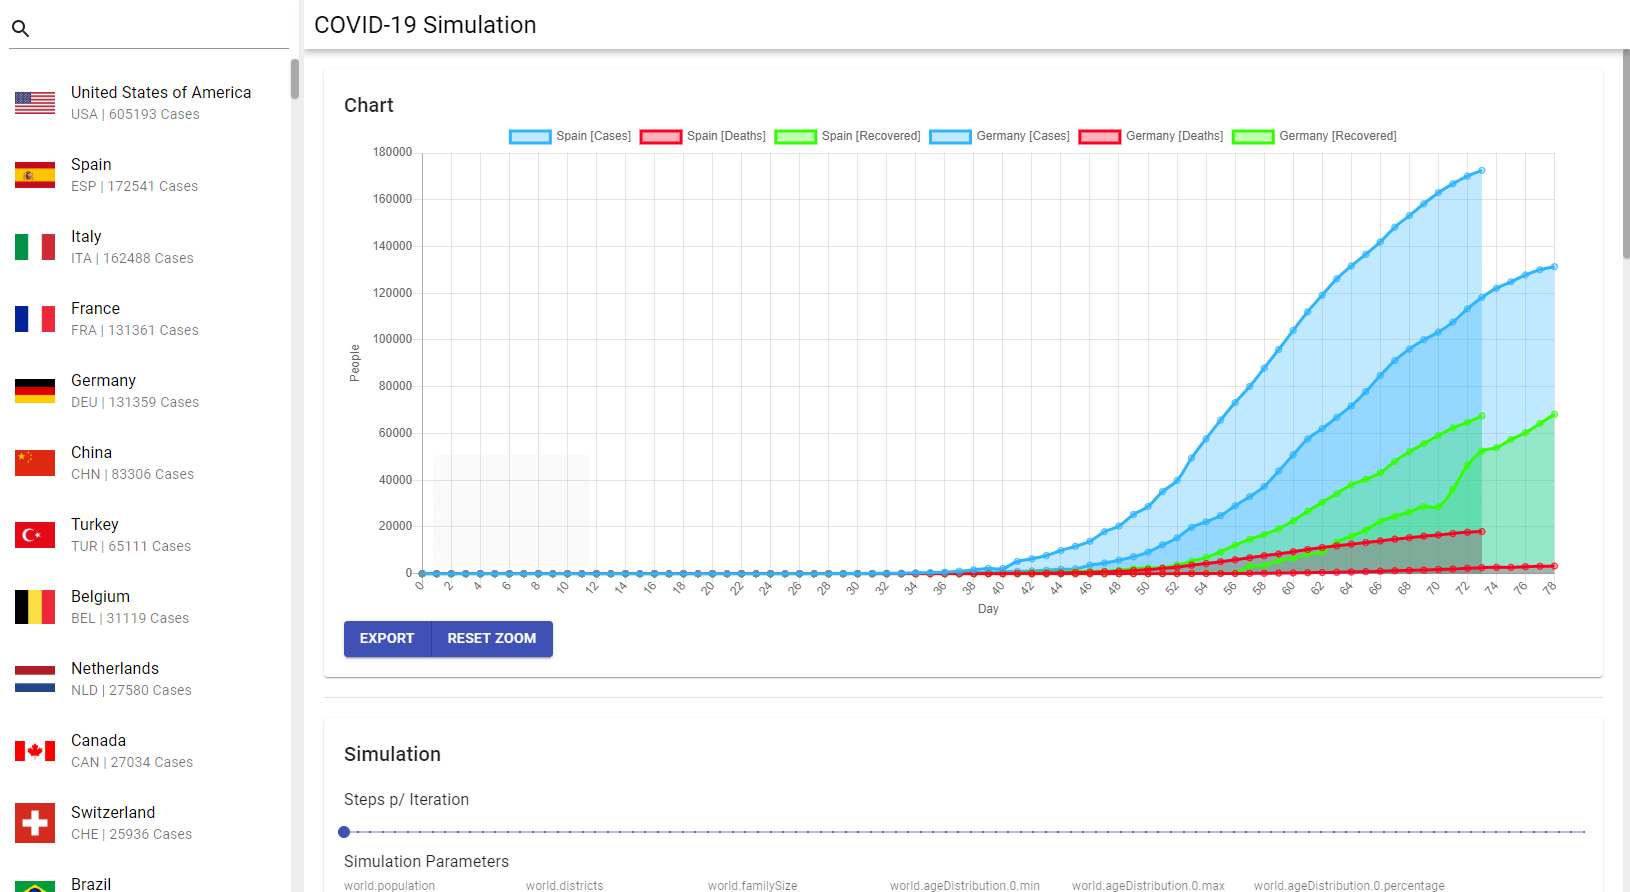 COVID-19 Simulation
United States of America
USA | 605193 Cases
Spain
ESP | 172541 Cases
Italy
ITA | 162488 Cases
France
FRA | 131361 Cases
Germany
DEU | 131359 Cases
China
CHN | 83306 Cases
Turkey
TUR | 65111 Cases
Belgium
BEL | 31119 Cases
Netherlands
NLD | 27580 Cases
Canada
CAN | 27034 Cases
Switzerland
CHE | 25936 Cases
Brazil
Chart
Spain [Cases] Spain [Deaths] Spain [Recovered] Germany [Cases] Germany [Deaths] Germany [Recovered]
180000
160000
140000
120000
100000
80000
60000
40000
20000
0
People
0 2 4 6 8 10 12 14 16 18 20 22 24 26 28 30 32 34 36 38 40 42 44 46 48 50 52 54 56 58 60 62 64 66 68 70 72 74 76 78
Day
EXPORT RESET ZOOM
Simulation
Steps p/ Iteration
Simulation Parameters
world.population world.districts world.familySize world.ageDistribution.0.min world.ageDistribution.0.max world.ageDistribution.0.percentage